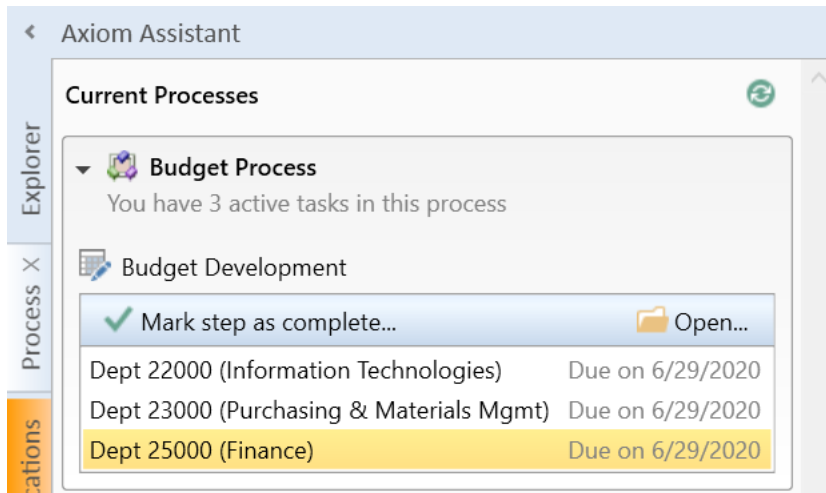 Axiom Assistant
Explorer
Process X
Current Processes
Budget Process
You have 3 active tasks in this process
Budget Development
Mark step as complete... Open...
Dept 22000 (Information Technologies) Due on 6/29/2020
Dept 23000 (Purchasing & Materials Mgmt) Due on 6/29/2020
Dept 25000 (Finance) Due on 6/29/2020